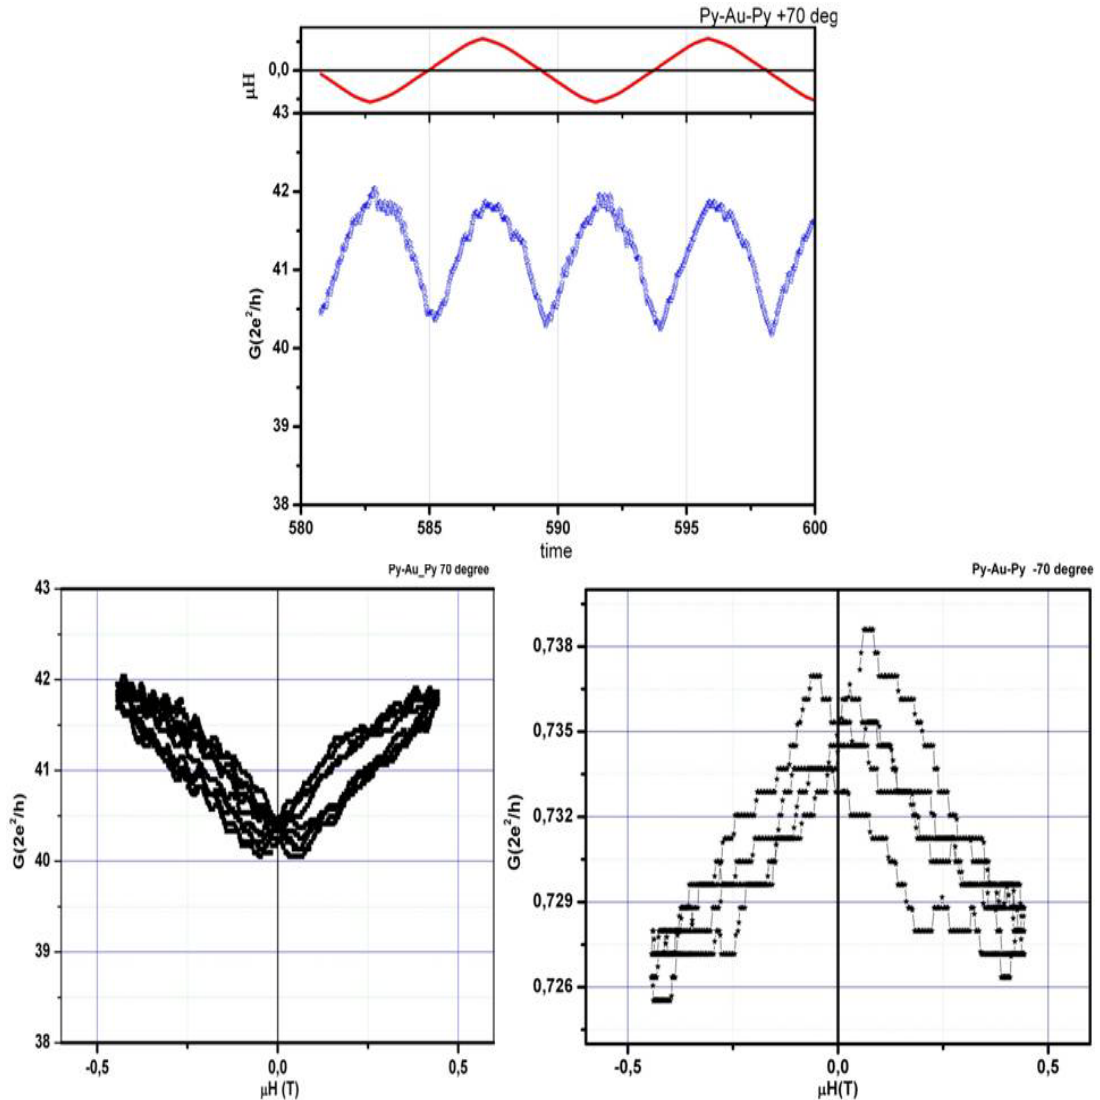 Py-Au-Py +70 deg
0,0
μH
43
42
41
40
39
38
G(2e²/h)
580 585 590 595 600
time
Py-Au_Py 70 degree
43
42
41
40
39
38
G(2e²/h)
-0,5 0,0 0,5
μH (T)
Py-Au-Py -70 degree
0,738
0,735
0,732
0,729
0,726
G(2e²/h)
-0,5 0,0 0,5
μH(T)